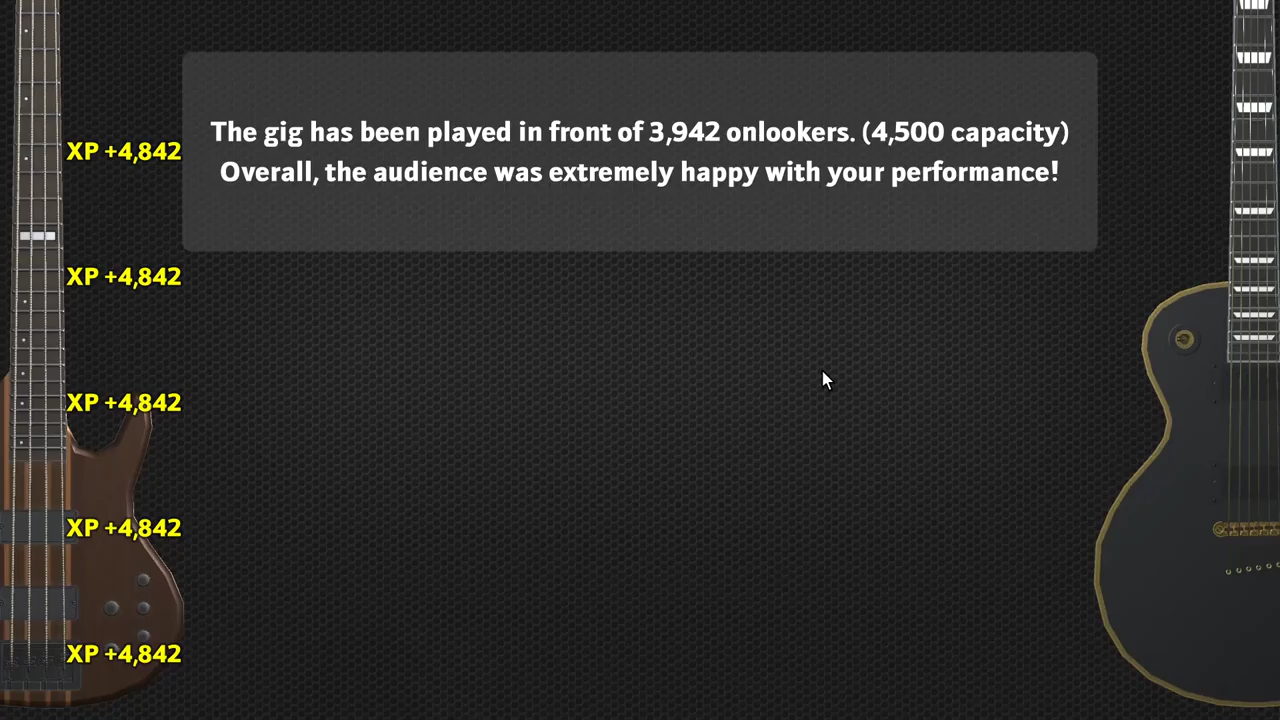 The gig has been played in front of 3,942 onlookers. (4,500 capacity)
Overall, the audience was extremely happy with your performance!
XP +4,842
XP +4,842
XP +4,842
XP +4,842
XP +4,842